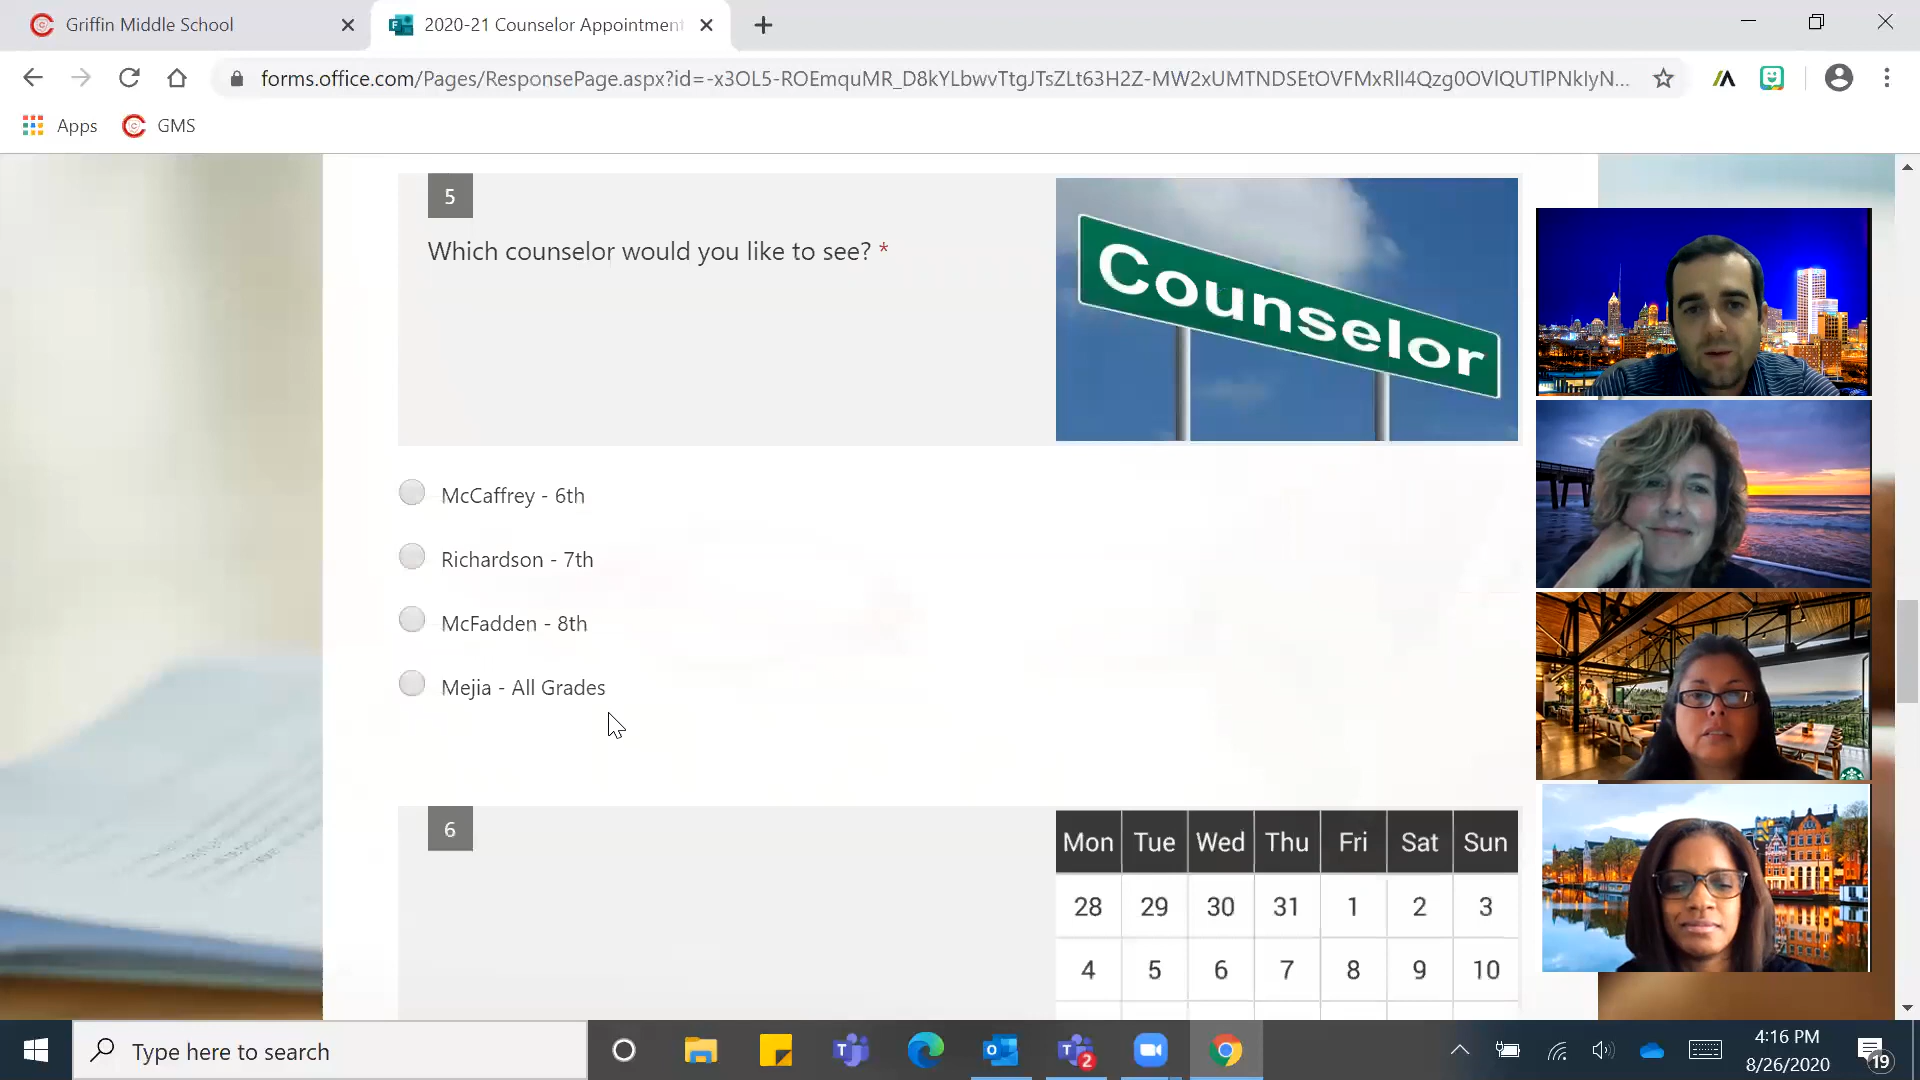 Griffin Middle School
2020-21 Counselor Appointment
forms.office.com/Pages/ResponsePage.aspx?id=-x3OL5-ROEmquMR_D8kYLbwvTtgJTsZLt63H2Z-MW2xUMTNDSEtOVFMxRlI4Qzg0OVlQUTlPNkIyN...
Apps
GMS
5
Which counselor would you like to see? *
Counselor
McCaffrey - 6th
Richardson - 7th
McFadden - 8th
Mejia - All Grades
6
Mon Tue Wed Thu Fri Sat Sun
28 29 30 31 1 2 3
4 5 6 7 8 9 10
Type here to search
2
4:16 PM
8/26/2020
19